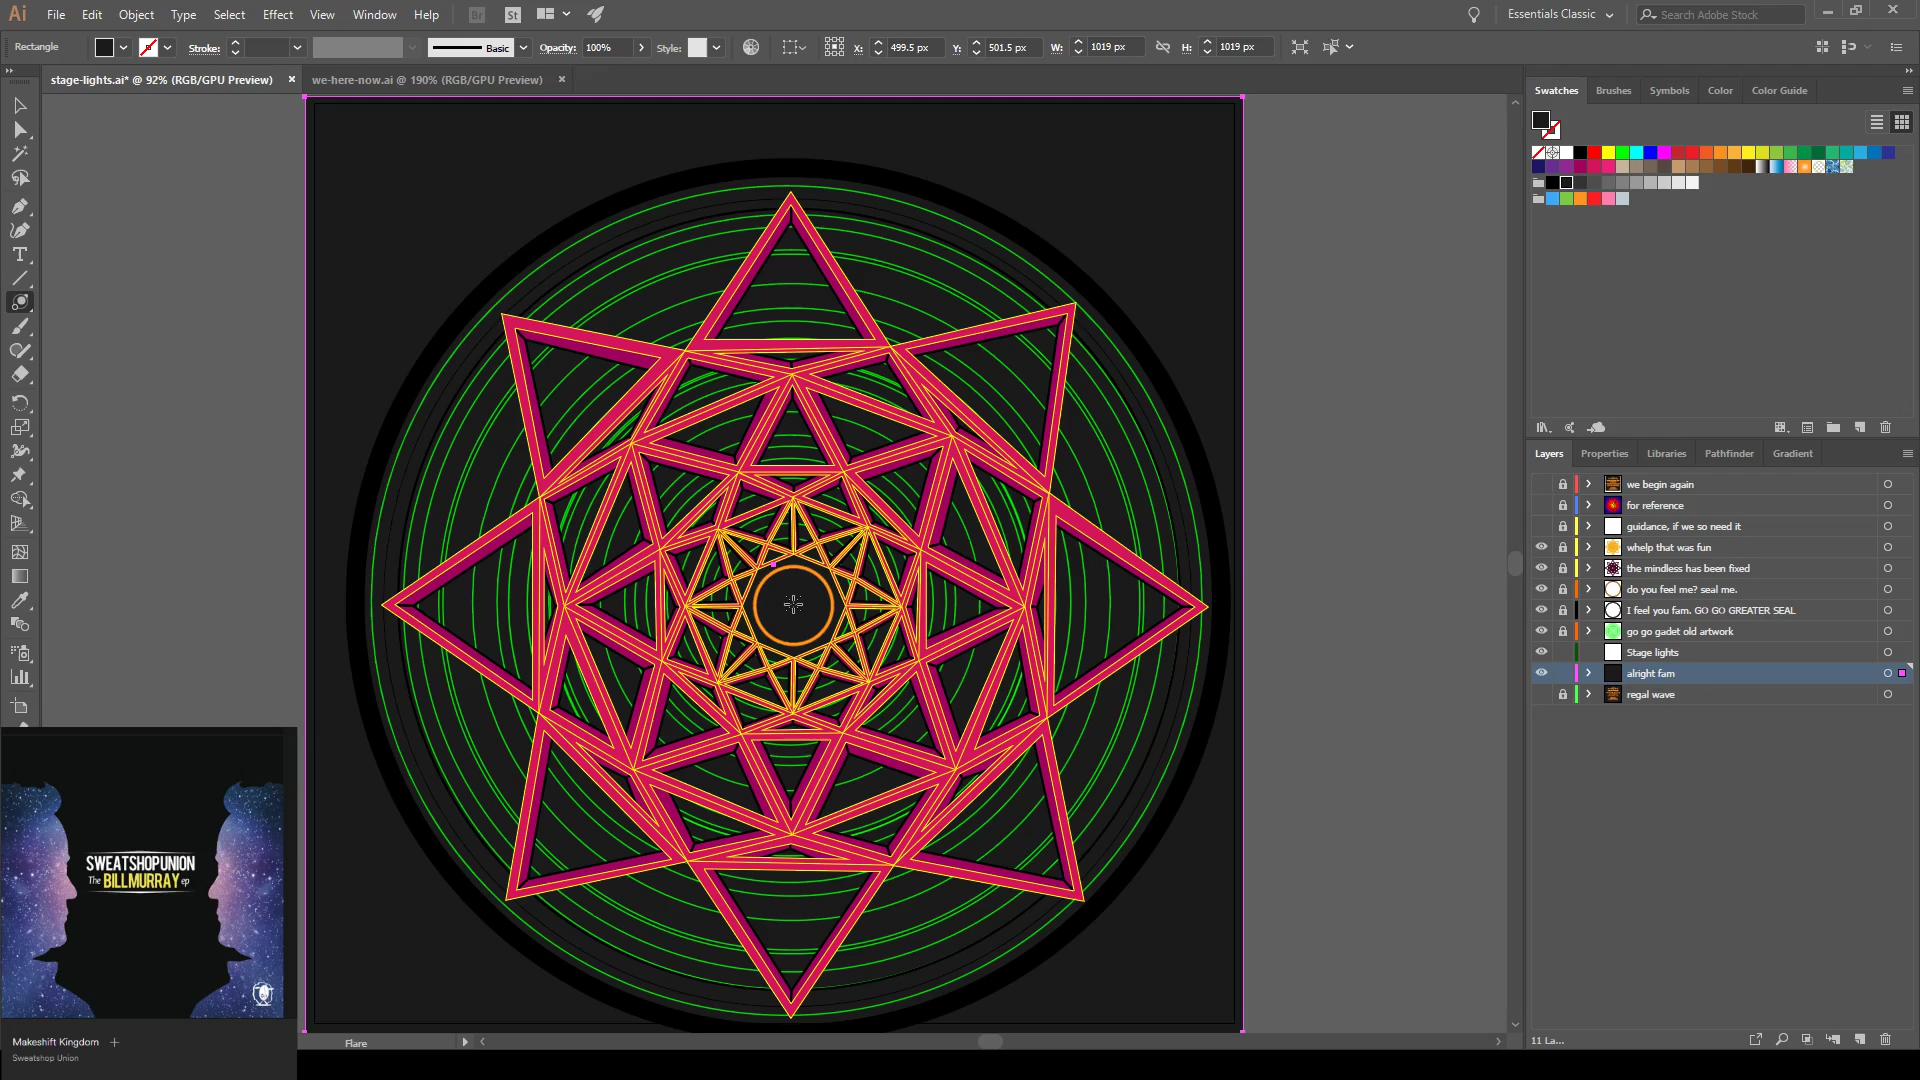 Ai File Edit Object Type Select Effect View Window Help Br St Essentials Classic Search Adobe Stock
Rectangle Stroke: Basic Opacity: 100% Style: X: 499.5 px Y: 501.5 px W: 1019 px H: 1019 px
stage-lights.ai* @ 92% (RGB/GPU Preview) we-here-now.ai @ 190% (RGB/GPU Preview)
Swatches Brushes Symbols Color Color Guide
Layers Properties Libraries Pathfinder Gradient
we begin again
for reference
guidance, if we so need it
whelp that was fun
the mindless has been fixed
do you feel me? seal me.
I feel you fam. GO GO GREATER SEAL
go go gadet old artwork
Stage lights
alright fam
regal wave
SWEATSHOPUNION
The BILLMURRAY ep
Makeshift Kingdom
Sweatshop Union
Flare
11 La...